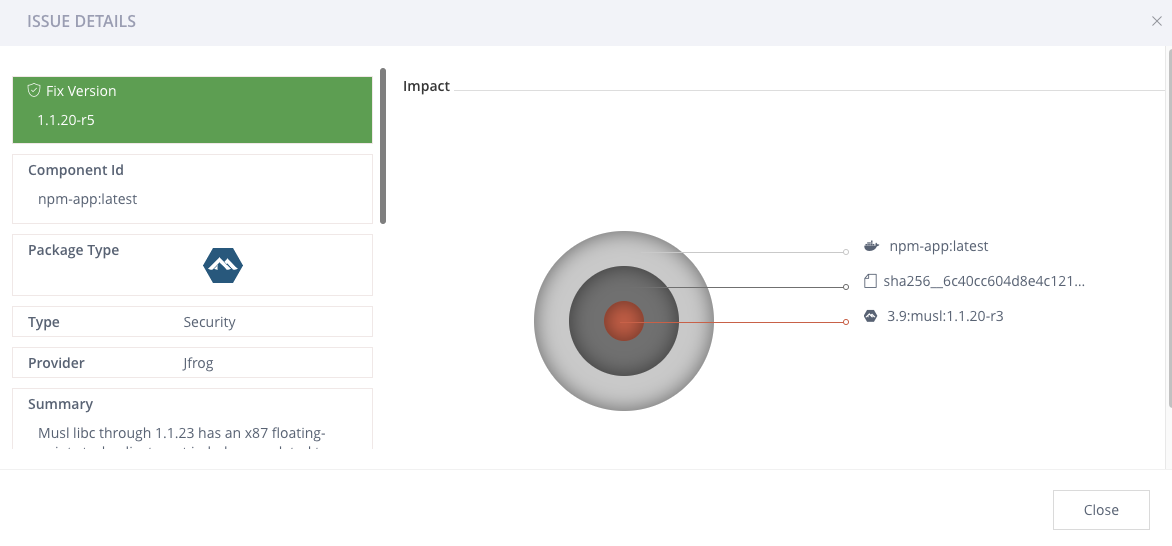 ISSUE DETAILS
Fix Version
1.1.20-r5
Component Id
npm-app:latest
Package Type
Type Security
Provider Jfrog
Summary
Musl libc through 1.1.23 has an x87 floating-
Impact
npm-app:latest
sha256__6c40cc604d8e4c121...
3.9:musl:1.1.20-r3
Close